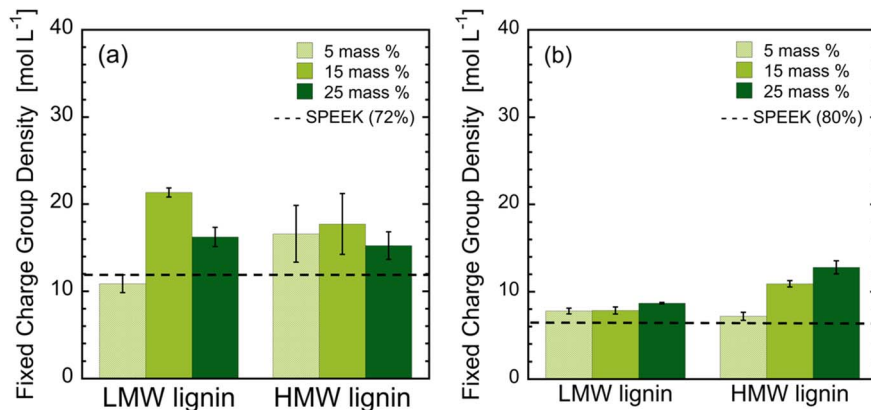 Fixed Charge Group Density [mol L⁻¹]
40
30
20
10
0
(a)
5 mass %
15 mass %
25 mass %
SPEEK (72%)
LMW lignin HMW lignin
Fixed Charge Group Density [mol L⁻¹]
40
30
20
10
0
(b)
5 mass %
15 mass %
25 mass %
SPEEK (80%)
LMW lignin HMW lignin